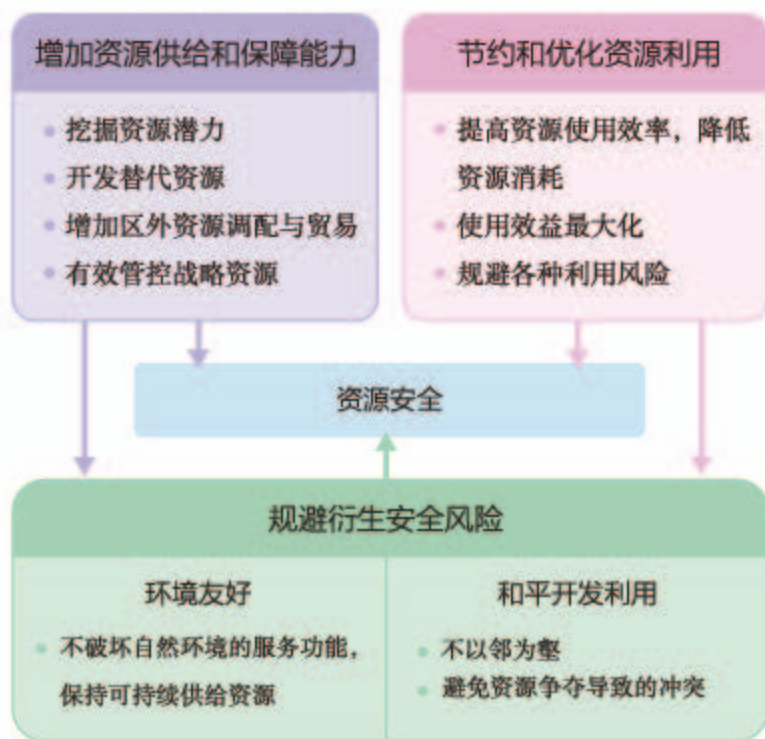 增加资源供给和保障能力
挖掘资源潜力
开发替代资源
增加区外资源调配与贸易
有效管控战略资源
节约和优化资源利用
提高资源使用效率，降低
资源消耗
使用效益最大化
规避各种利用风险
资源安全
规避衍生安全风险
环境友好
不破坏自然环境的服务功能，
保持可持续供给资源
和平开发利用
不以邻为壑
避免资源争夺导致的冲突